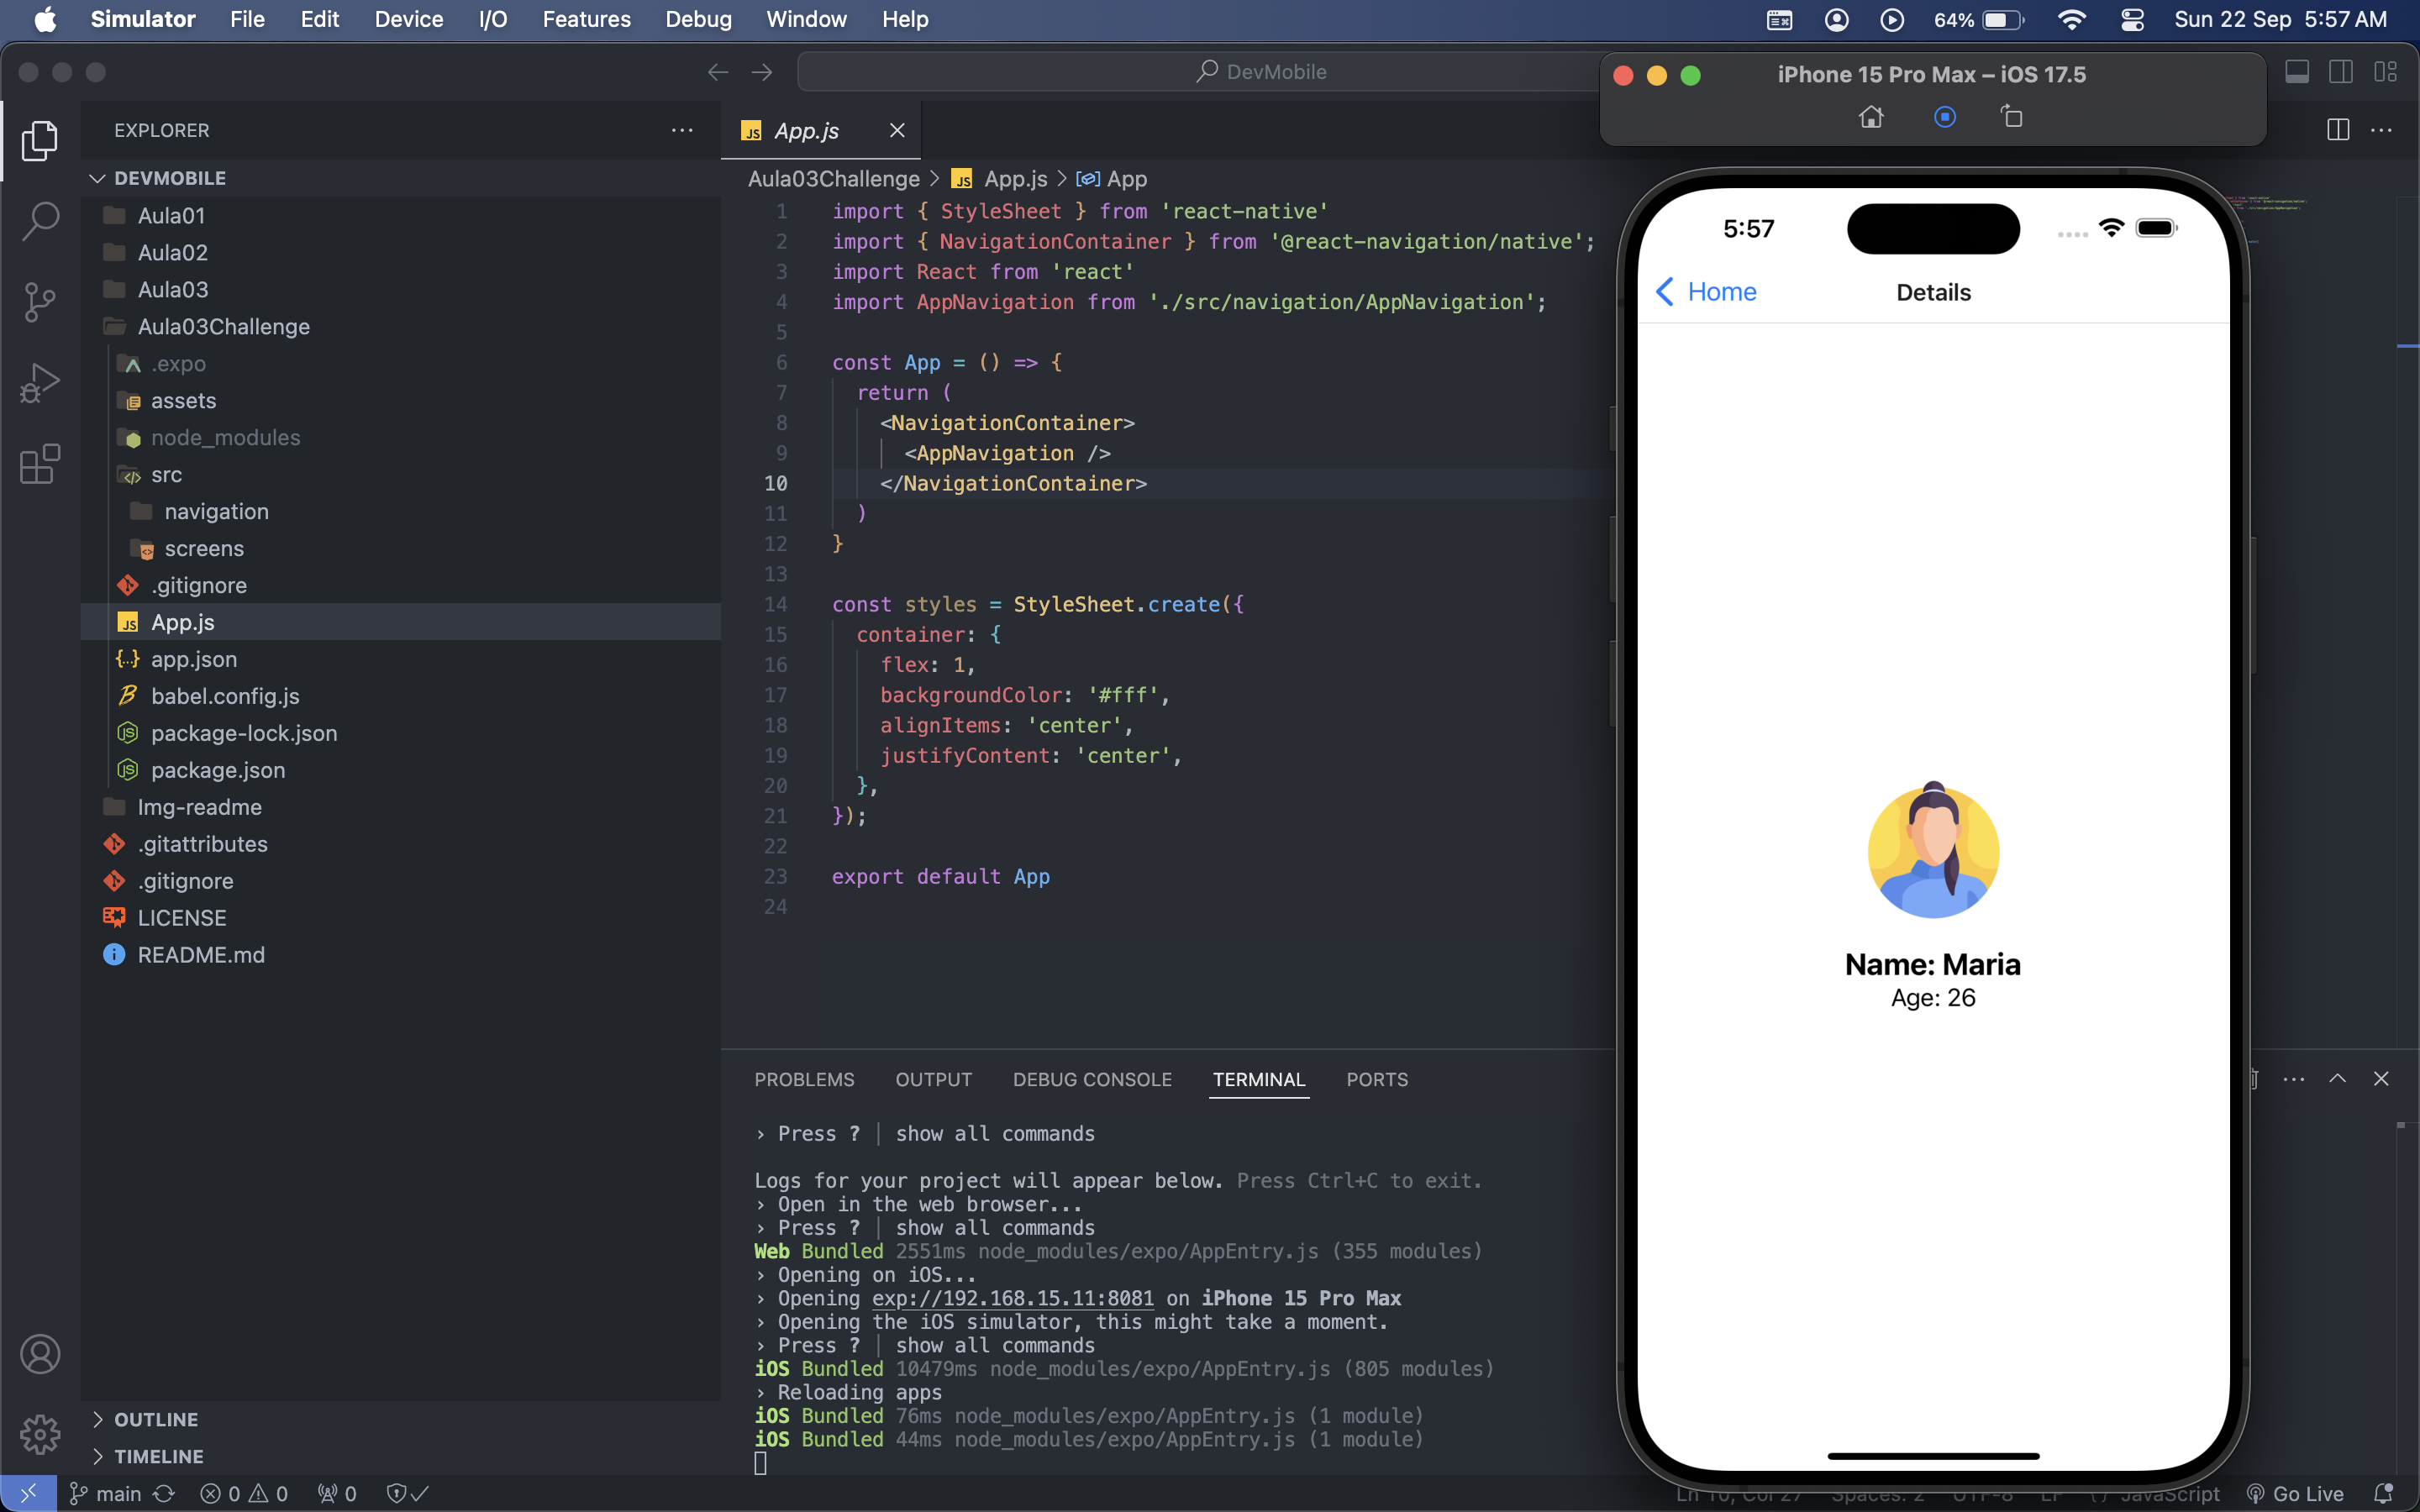 Simulator File Edit Device I/O Features Debug Window Help
64% Sun 22 Sep 5:57 AM
DevMobile
EXPLORER
DEVMOBILE
Aula01
Aula02
Aula03
Aula03Challenge
.expo
assets
node_modules
src
navigation
screens
.gitignore
App.js
app.json
babel.config.js
package-lock.json
package.json
Img-readme
.gitattributes
.gitignore
LICENSE
README.md
OUTLINE
TIMELINE
JS App.js
Aula03Challenge > JS App.js > App
1 import { StyleSheet } from 'react-native'
2 import { NavigationContainer } from '@react-navigation/native';
3 import React from 'react'
4 import AppNavigation from './src/navigation/AppNavigation';
5
6 const App = () => {
7 return (
8 <NavigationContainer>
9 <AppNavigation />
10 </NavigationContainer>
11 )
12 }
13
14 const styles = StyleSheet.create({
15 container: {
16 flex: 1,
17 backgroundColor: '#fff',
18 alignItems: 'center',
19 justifyContent: 'center',
20 },
21 });
22
23 export default App
24
PROBLEMS OUTPUT DEBUG CONSOLE TERMINAL PORTS
› Press ? │ show all commands
Logs for your project will appear below. Press Ctrl+C to exit.
› Open in the web browser...
› Press ? │ show all commands
Web Bundled 2551ms node_modules/expo/AppEntry.js (355 modules)
› Opening on iOS...
› Opening exp://192.168.15.11:8081 on iPhone 15 Pro Max
› Opening the iOS simulator, this might take a moment.
› Press ? │ show all commands
iOS Bundled 10479ms node_modules/expo/AppEntry.js (805 modules)
› Reloading apps
iOS Bundled 76ms node_modules/expo/AppEntry.js (1 module)
iOS Bundled 44ms node_modules/expo/AppEntry.js (1 module)
iPhone 15 Pro Max – iOS 17.5
5:57
Home
Details
Name: Maria
Age: 26
main 0 0 0 Ln 10, Col 27 Spaces: 2 UTF-8 LF {} JavaScript Go Live